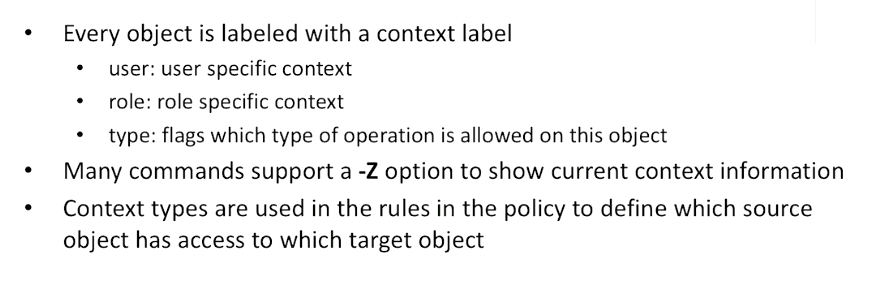 • Every object is labeled with a context label
• user: user specific context
• role: role specific context
• type: flags which type of operation is allowed on this object
• Many commands support a -Z option to show current context information
• Context types are used in the rules in the policy to define which source
object has access to which target object